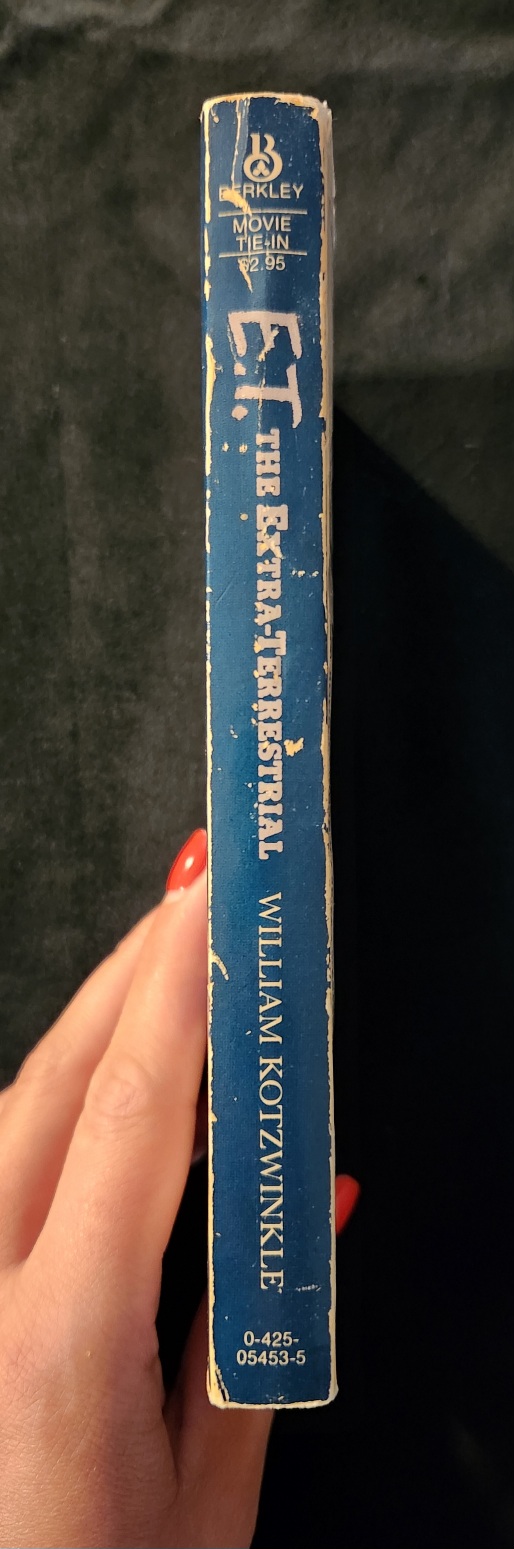 B
BERKLEY
MOVIE
TIE-IN
$2.95
E.T.
THE EXTRA-TERRESTRIAL
WILLIAM KOTZWINKLE
0-425-
05453-5